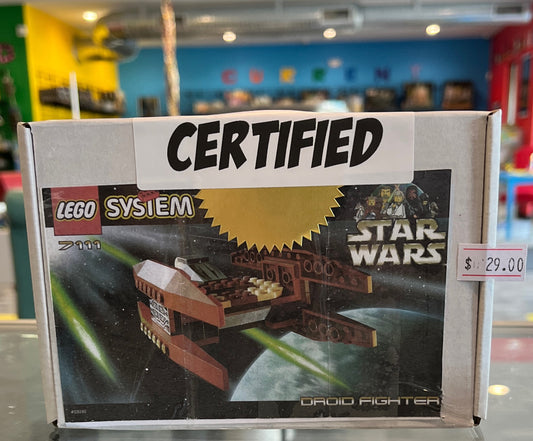 CERTIFIED
LEGO SYSTEM
7111
STAR
WARS
$ 29.00
DROID FIGHTER